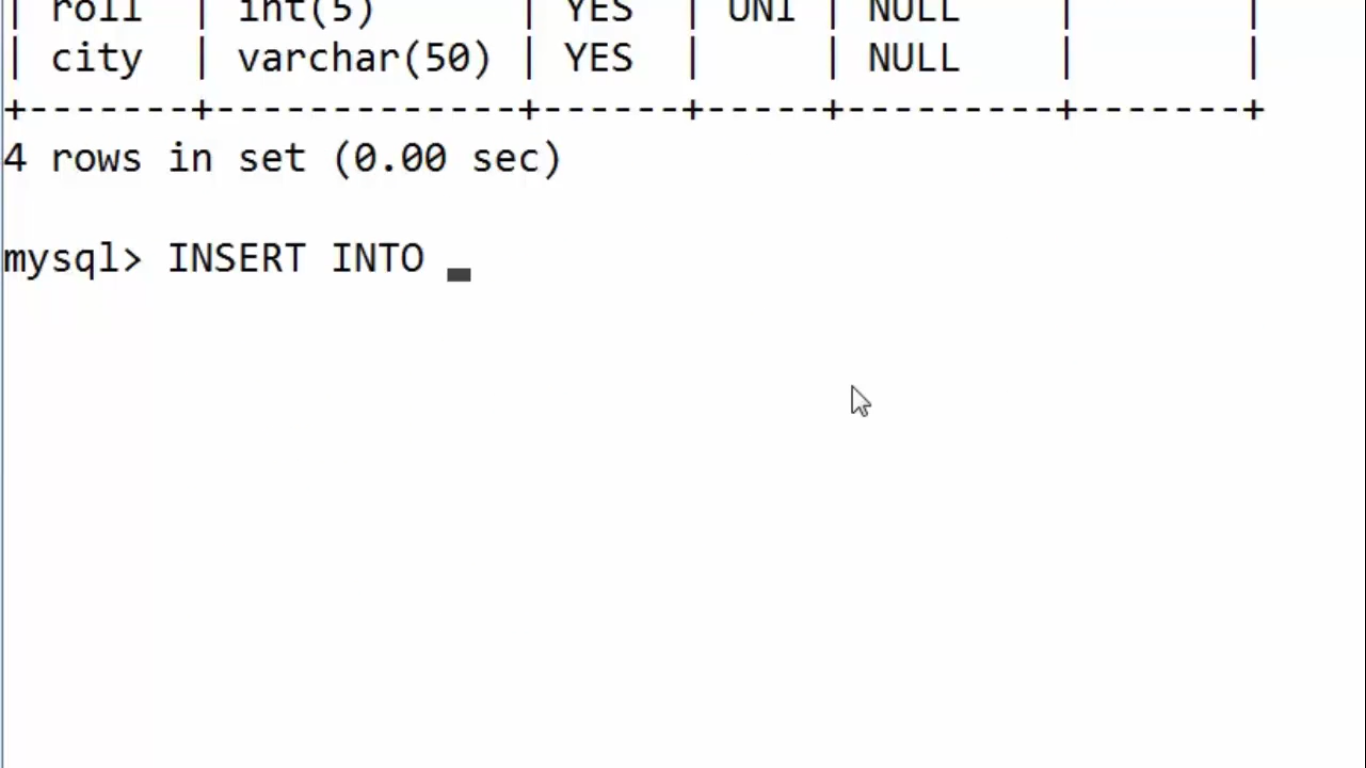 | roll | int(5) | YES | UNI | NULL | |
| city | varchar(50) | YES | | NULL | |
+-------+-------------+------+-----+---------+-------+
4 rows in set (0.00 sec)
mysql> INSERT INTO